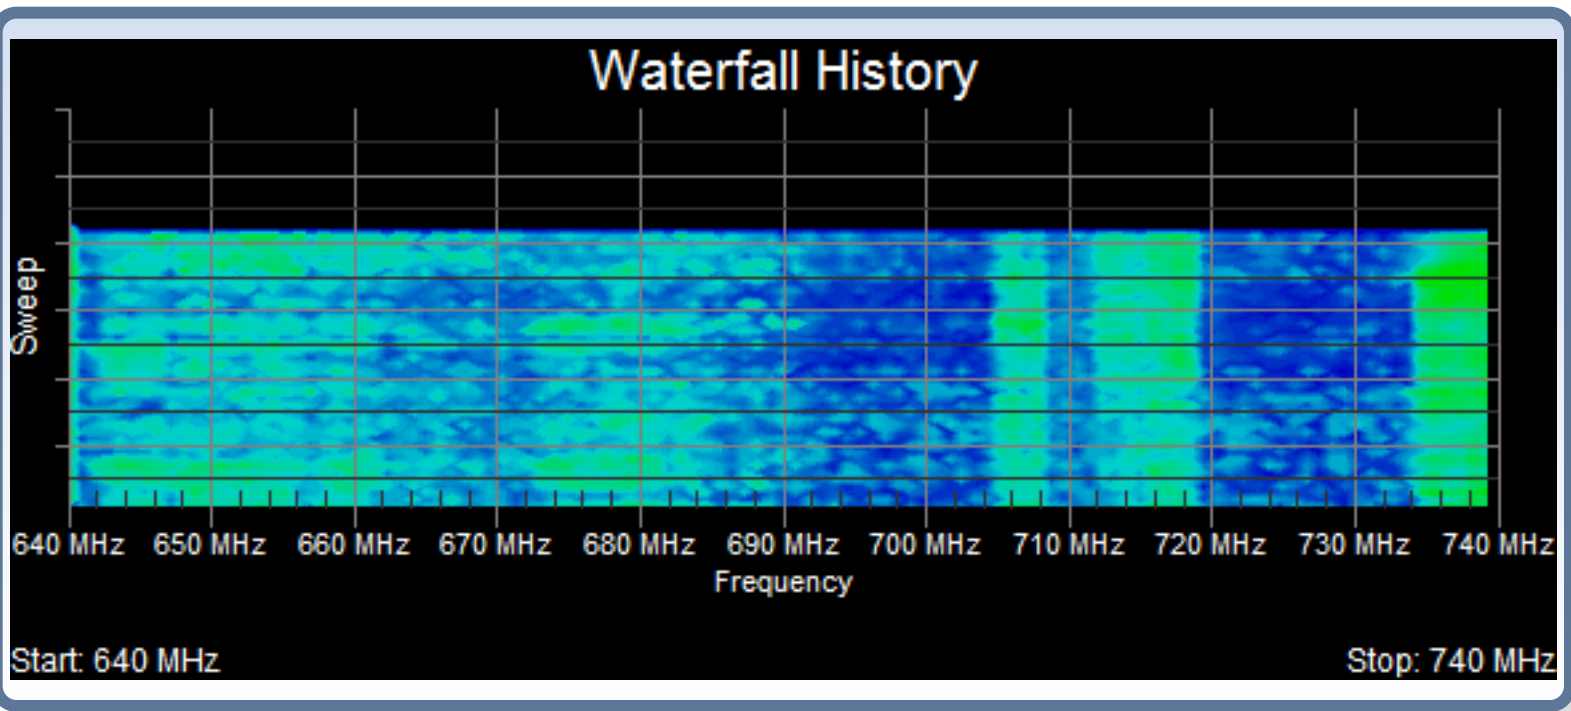 Waterfall History
Sweep
640 MHz 650 MHz 660 MHz 670 MHz 680 MHz 690 MHz 700 MHz 710 MHz 720 MHz 730 MHz 740 MHz
Frequency
Start: 640 MHz Stop: 740 MHz